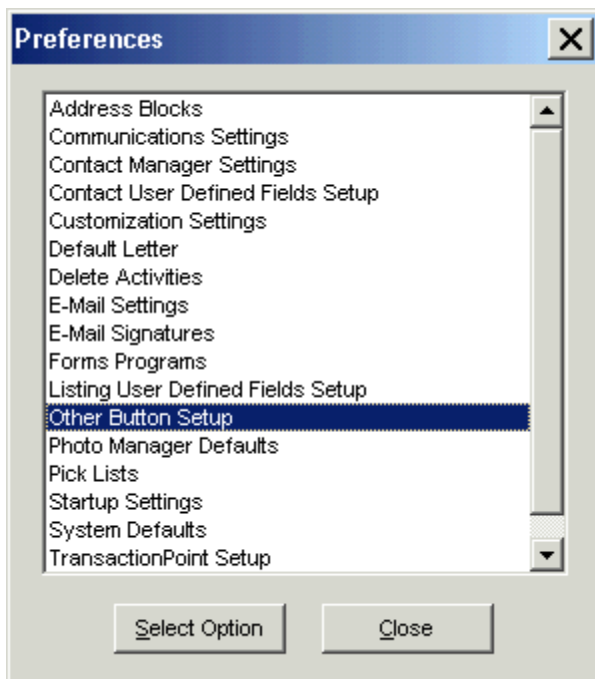 Preferences
Address Blocks
Communications Settings
Contact Manager Settings
Contact User Defined Fields Setup
Customization Settings
Default Letter
Delete Activities
E-Mail Settings
E-Mail Signatures
Forms Programs
Listing User Defined Fields Setup
Other Button Setup
Photo Manager Defaults
Pick Lists
Startup Settings
System Defaults
TransactionPoint Setup
Select Option Close